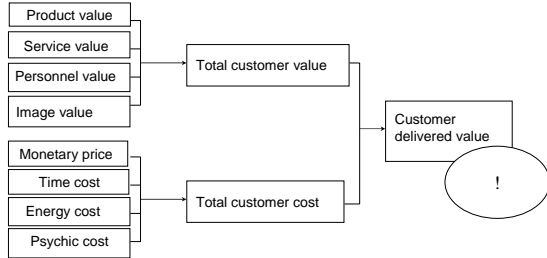 Product value
Service value
Personnel value
Image value
Total customer value
Customer
delivered value
!
Monetary price
Time cost
Energy cost
Psychic cost
Total customer cost